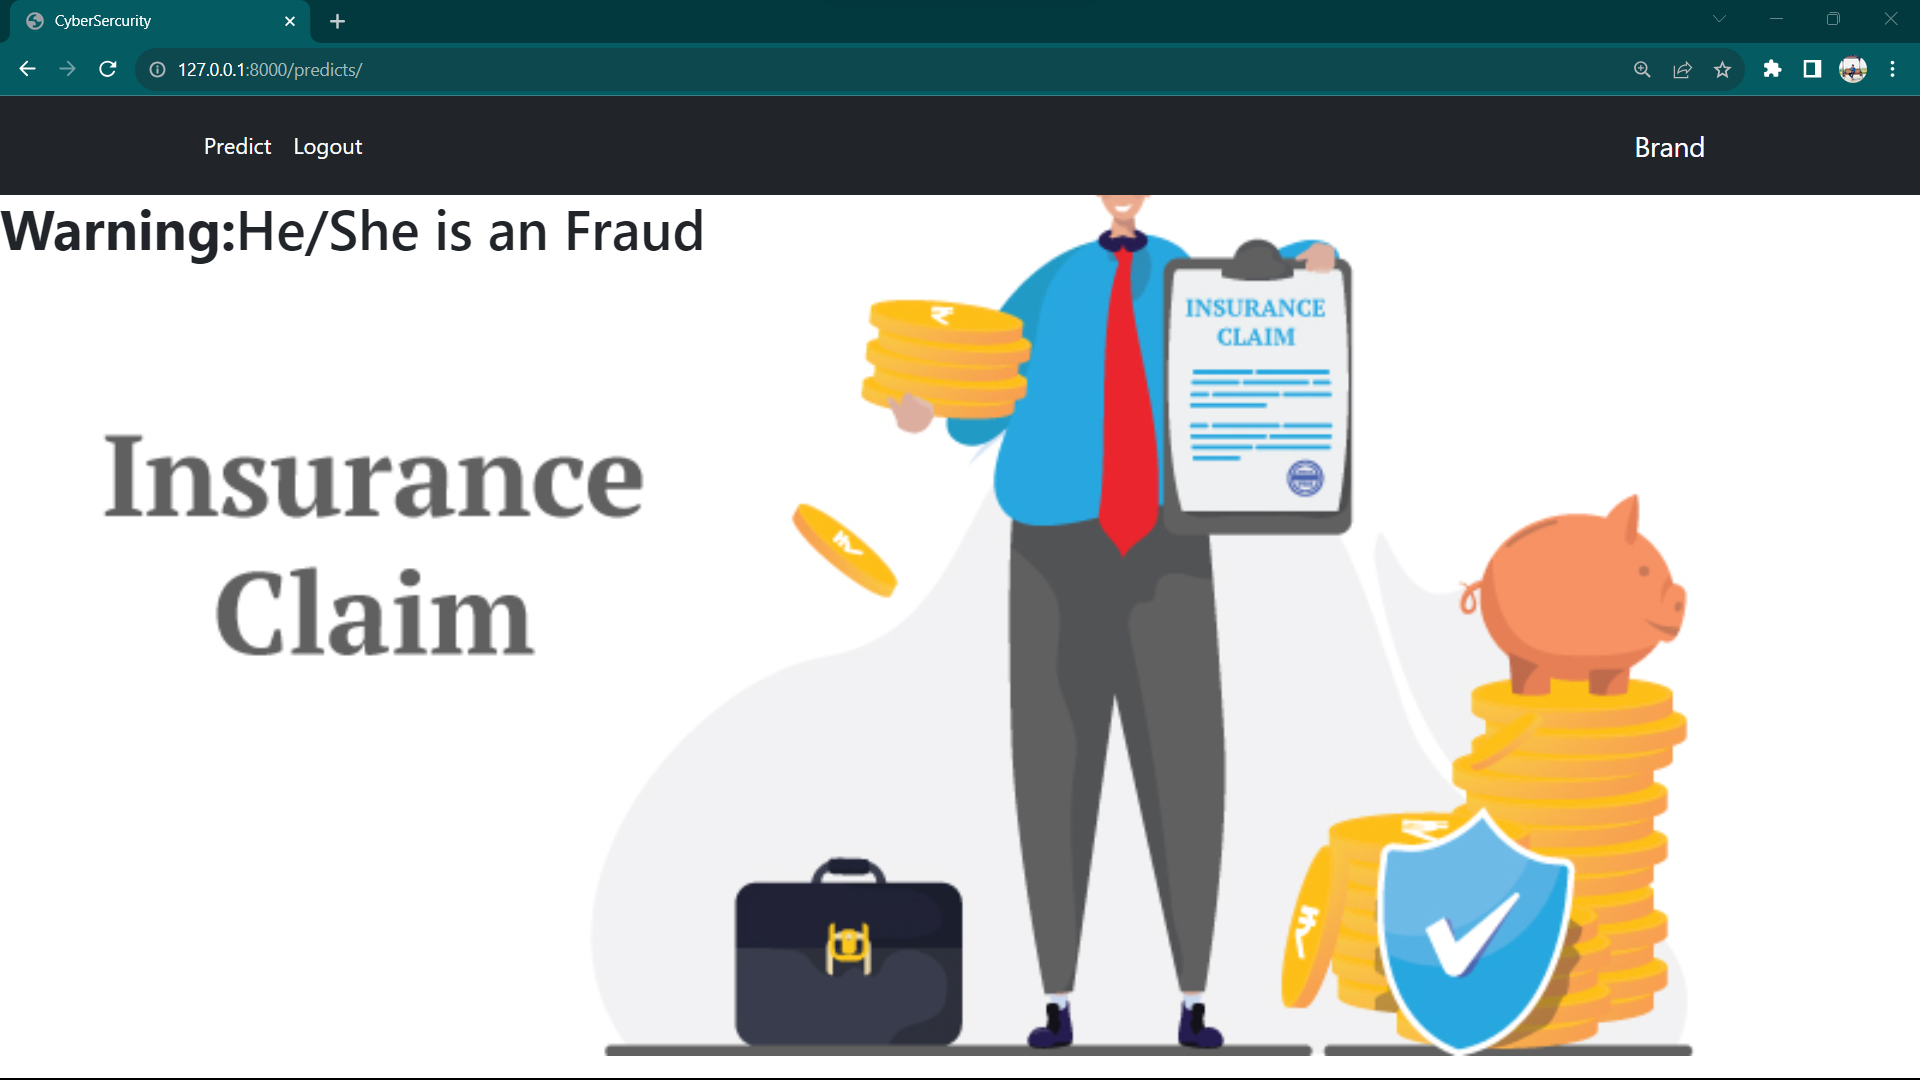 CyberSercurity
127.0.0.1:8000/predicts/
Predict Logout Brand
Warning:He/She is an Fraud
INSURANCE
CLAIM
Insurance
Claim
₹
₹
₹
₹